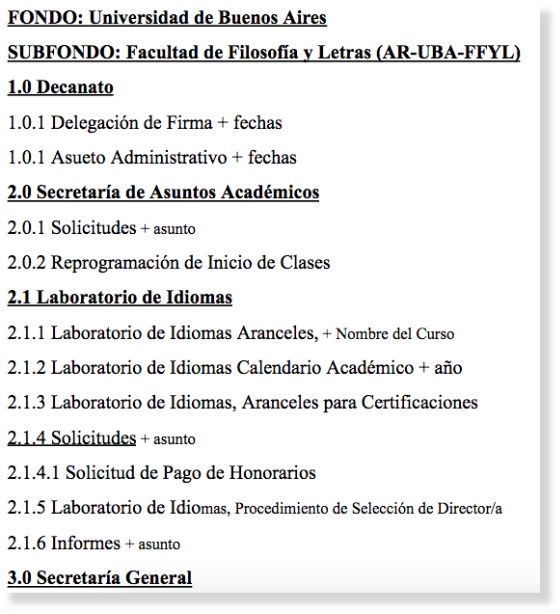 FONDO: Universidad de Buenos Aires
SUBFONDO: Facultad de Filosofía y Letras (AR-UBA-FFYL)
1.0 Decanato
1.0.1 Delegación de Firma + fechas
1.0.1 Asueto Administrativo + fechas
2.0 Secretaría de Asuntos Académicos
2.0.1 Solicitudes + asunto
2.0.2 Reprogramación de Inicio de Clases
2.1 Laboratorio de Idiomas
2.1.1 Laboratorio de Idiomas Aranceles, + Nombre del Curso
2.1.2 Laboratorio de Idiomas Calendario Académico + año
2.1.3 Laboratorio de Idiomas, Aranceles para Certificaciones
2.1.4 Solicitudes + asunto
2.1.4.1 Solicitud de Pago de Honorarios
2.1.5 Laboratorio de Idiomas, Procedimiento de Selección de Director/a
2.1.6 Informes + asunto
3.0 Secretaría General